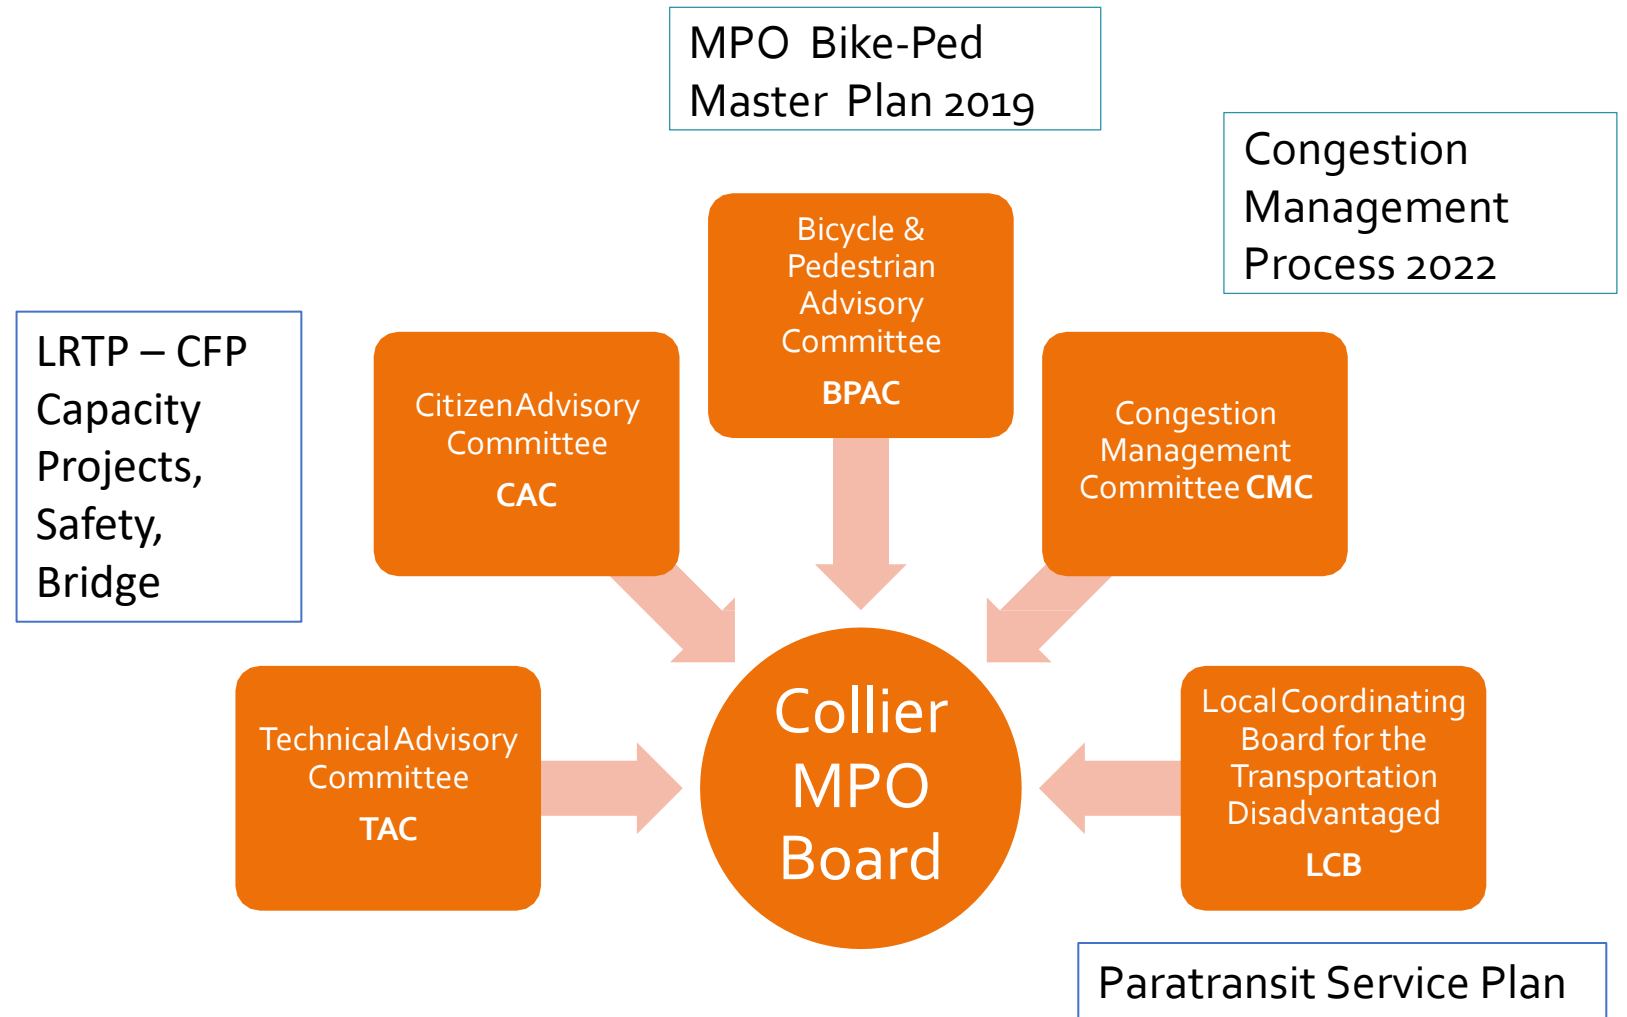 MPO Bike-Ped
Master Plan 2019
Congestion
Management
Process 2022
LRTP – CFP
Capacity
Projects,
Safety,
Bridge
Bicycle &
Pedestrian
Advisory
Committee
BPAC
Citizen Advisory
Committee
CAC
Congestion
Management
Committee CMC
Technical Advisory
Committee
TAC
Collier
MPO
Board
Local Coordinating
Board for the
Transportation
Disadvantaged
LCB
Paratransit Service Plan